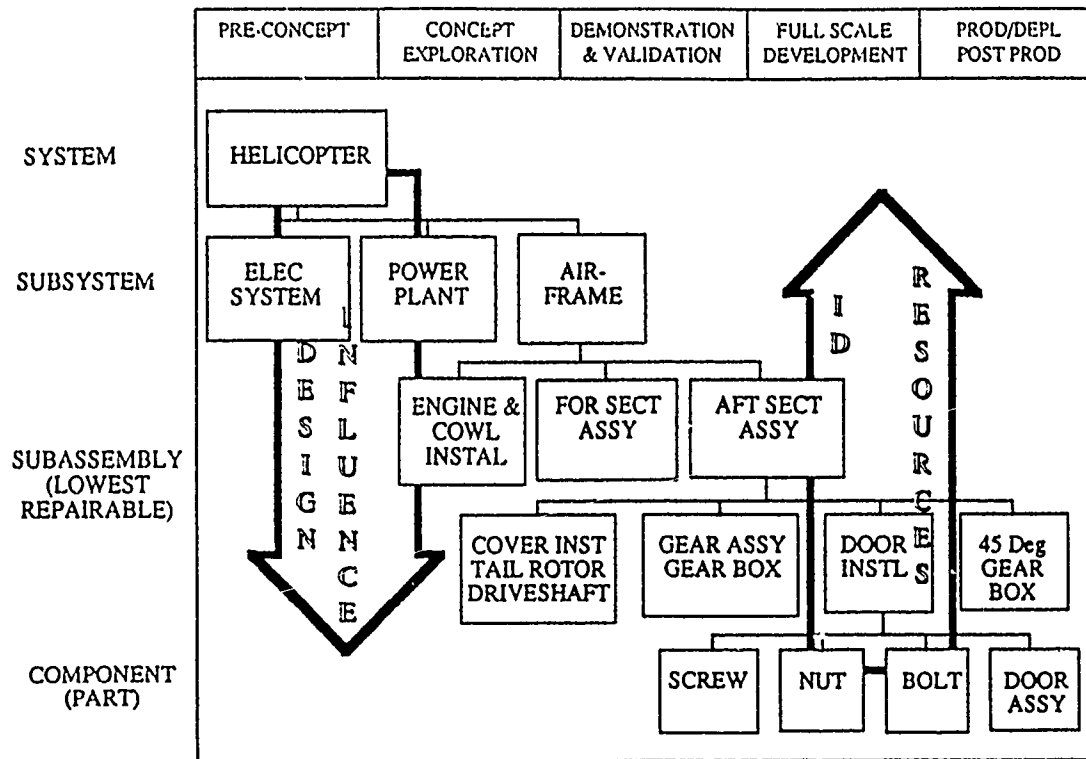 PRE-CONCEPT
CONCEPT
EXPLORATION
DEMONSTRATION
& VALIDATION
FULL SCALE
DEVELOPMENT
PROD/DEPL
POST PROD
SYSTEM
HELICOPTER
SUBSYSTEM
ELEC
SYSTEM
POWER
PLANT
AIR-
FRAME
DESIGN
INFLUENCE
ID
RESOURCES
SUBASSEMBLY
(LOWEST
REPAIRABLE)
ENGINE &
COWL
INSTAL
FOR SECT
ASSY
AFT SECT
ASSY
COVER INST
TAIL ROTOR
DRIVESHAFT
GEAR ASSY
GEAR BOX
DOOR
INSTL
45 Deg
GEAR
BOX
COMPONENT
(PART)
SCREW
NUT
BOLT
DOOR
ASSY